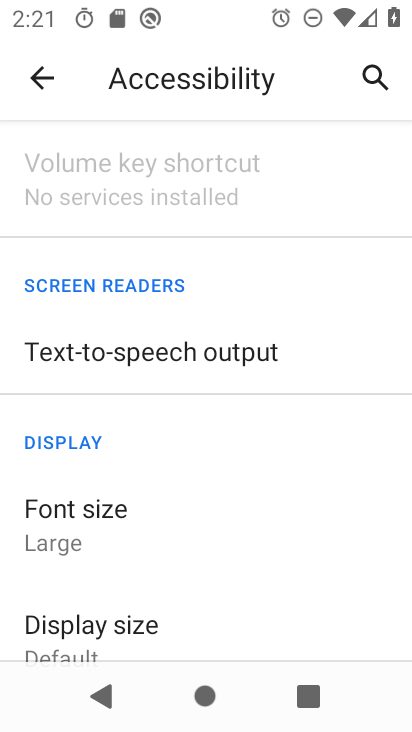 2:21
Accessibility
Volume key shortcut
No services installed
SCREEN READERS
Text-to-speech output
DISPLAY
Font size
Large
Display size
Default